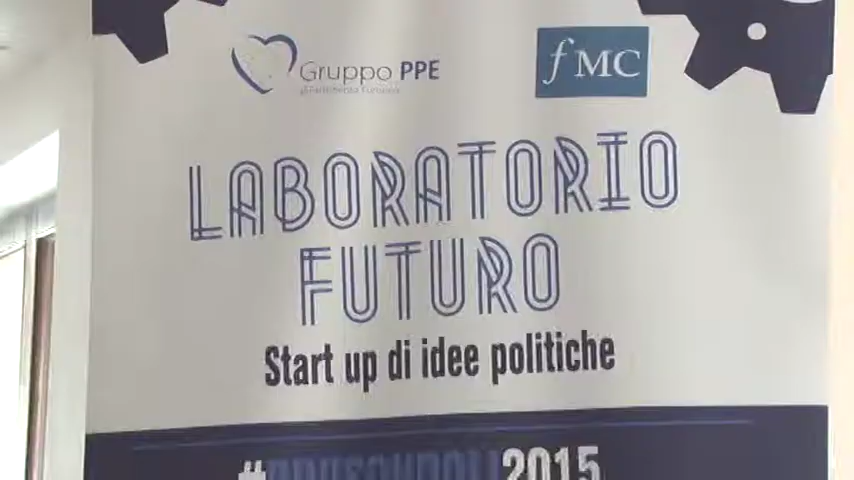 Gruppo PPE
fMC
LABORATORIO
FUTURO
Start up di idee politiche
2015